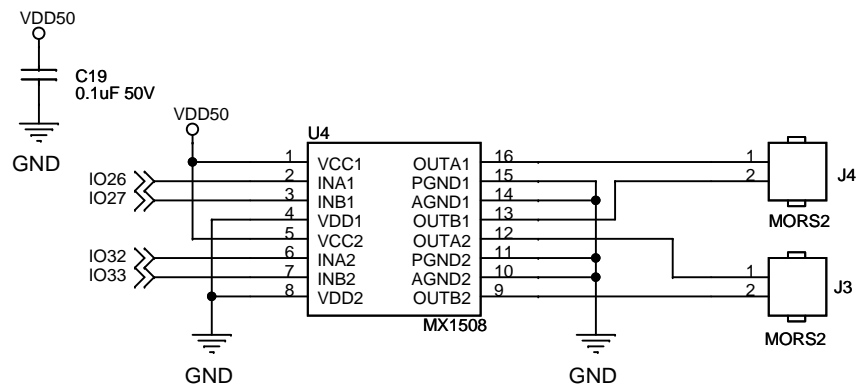 VDD50
C19
0.1uF 50V
GND
VDD50
U4
1 VCC1 OUTA1 16
IO26 2 INA1 PGND1 15
IO27 3 INB1 AGND1 14
4 VDD1 OUTB1 13
5 VCC2 OUTA2 12
IO32 6 INA2 PGND2 11
IO33 7 INB2 AGND2 10
8 VDD2 OUTB2 9
MX1508
GND
GND
1
2
J4
MORS2
1
2
J3
MORS2